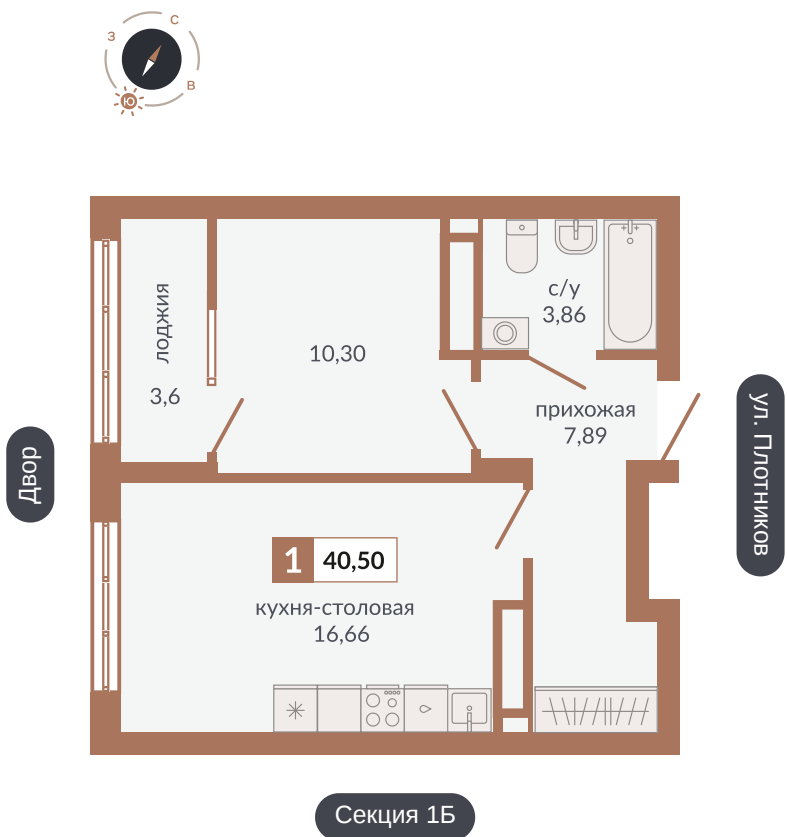 С
З
В
Ю
с/у
3,86
лоджия
3,6
10,30
прихожая
7,89
Двор
ул. Плотников
1 40,50
кухня-столовая
16,66
Секция 1Б